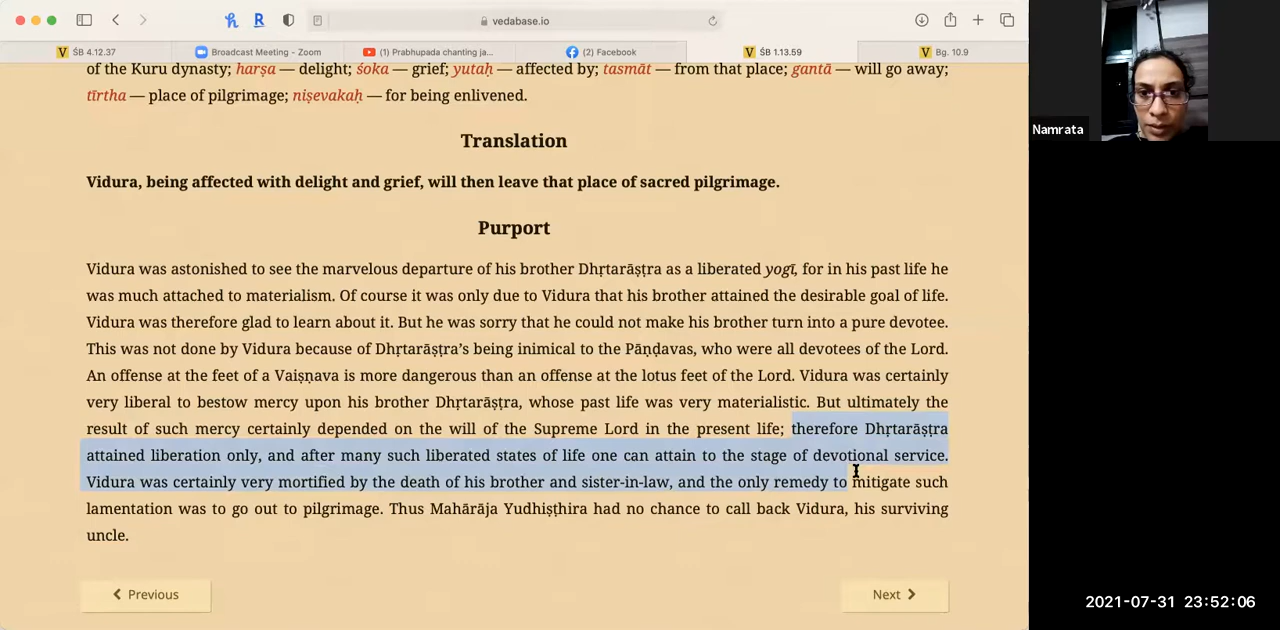 vedabase.io
ŚB 4.12.37
Broadcast Meeting - Zoom
(1) Prabhupada chanting ja...
(2) Facebook
ŚB 1.13.59
Bg. 10.9
of the Kuru dynasty; harṣa — delight; śoka — grief; yutaḥ — affected by; tasmāt — from that place; gantā — will go away;
tīrtha — place of pilgrimage; niṣevakaḥ — for being enlivened.
Translation
Vidura, being affected with delight and grief, will then leave that place of sacred pilgrimage.
Purport
Vidura was astonished to see the marvelous departure of his brother Dhṛtarāṣṭra as a liberated yogī, for in his past life he
was much attached to materialism. Of course it was only due to Vidura that his brother attained the desirable goal of life.
Vidura was therefore glad to learn about it. But he was sorry that he could not make his brother turn into a pure devotee.
This was not done by Vidura because of Dhṛtarāṣṭra’s being inimical to the Pāṇḍavas, who were all devotees of the Lord.
An offense at the feet of a Vaiṣṇava is more dangerous than an offense at the lotus feet of the Lord. Vidura was certainly
very liberal to bestow mercy upon his brother Dhṛtarāṣṭra, whose past life was very materialistic. But ultimately the
result of such mercy certainly depended on the will of the Supreme Lord in the present life; therefore Dhṛtarāṣṭra
attained liberation only, and after many such liberated states of life one can attain to the stage of devotional service.
Vidura was certainly very mortified by the death of his brother and sister-in-law, and the only remedy to mitigate such
lamentation was to go out to pilgrimage. Thus Mahārāja Yudhiṣṭhira had no chance to call back Vidura, his surviving
uncle.
Previous
Next
Namrata
2021-07-31 23:52:06